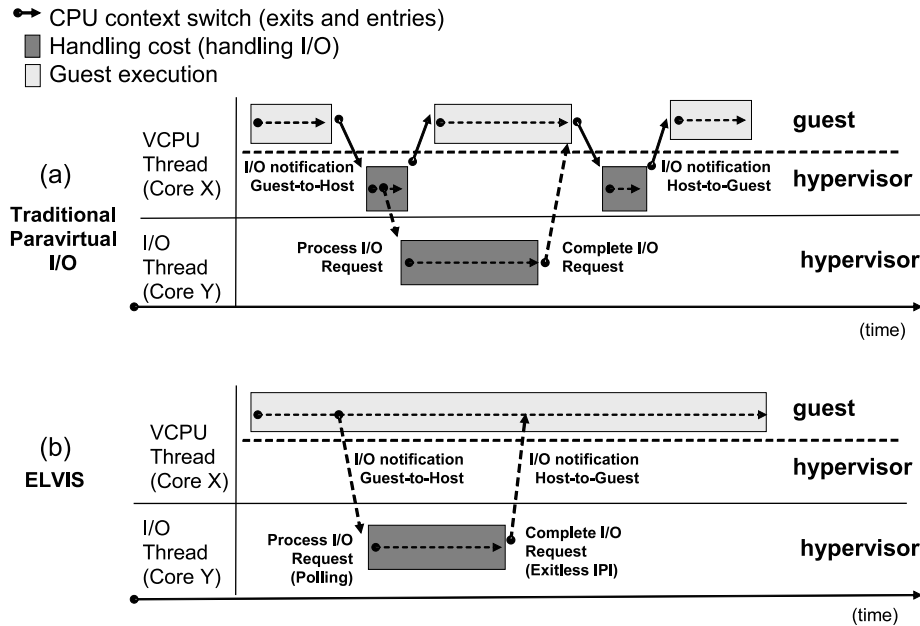 CPU context switch (exits and entries)
Handling cost (handling I/O)
Guest execution
(a)
Traditional
Paravirtual
I/O
VCPU
Thread
(Core X)
I/O notification
Guest-to-Host
I/O notification
Host-to-Guest
guest
hypervisor
I/O
Thread
(Core Y)
Process I/O
Request
Complete I/O
Request
hypervisor
(time)
(b)
ELVIS
VCPU
Thread
(Core X)
I/O notification
Guest-to-Host
I/O notification
Host-to-Guest
guest
hypervisor
I/O
Thread
(Core Y)
Process I/O
Request
(Polling)
Complete I/O
Request
(Exitless IPI)
hypervisor
(time)